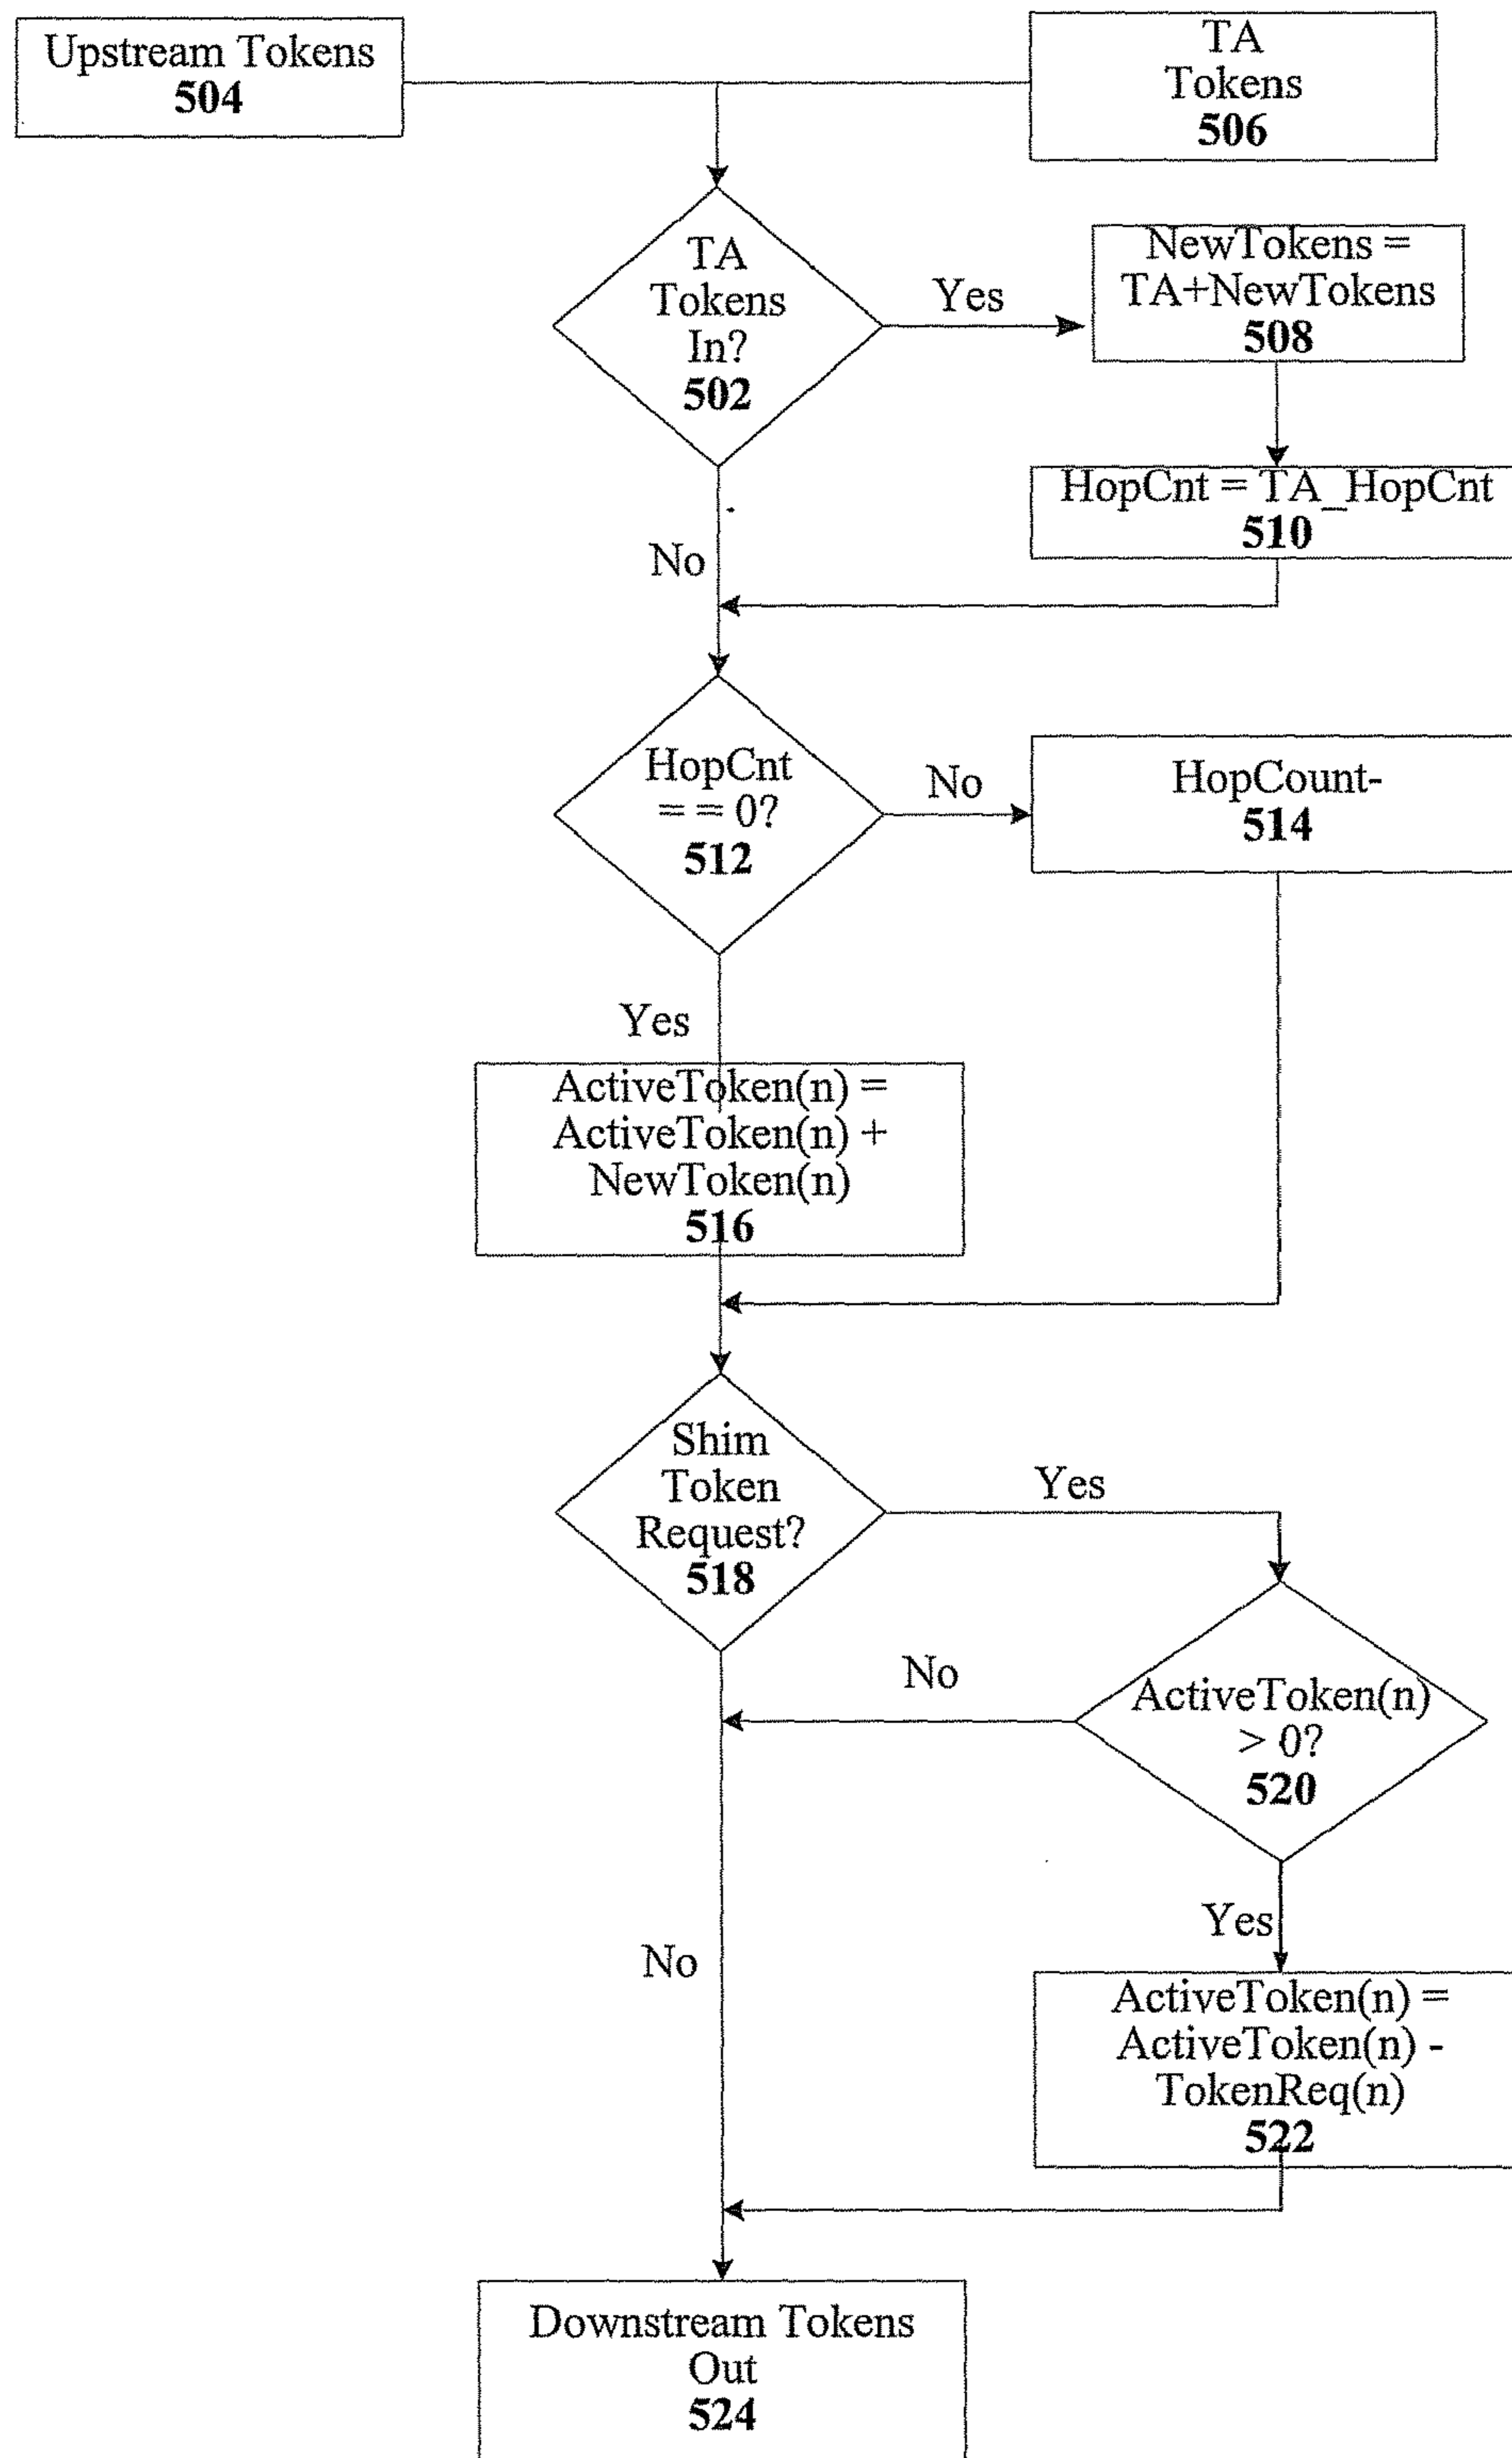 Upstream Tokens
504
TA
Tokens
506
TA
Tokens
In?
502
Yes
NewTokens =
TA+NewTokens
508
HopCnt = TA_HopCnt
510
No
HopCnt
= = 0?
512
No
HopCount-
514
Yes
ActiveToken(n) =
ActiveToken(n) +
NewToken(n)
516
Shim
Token
Request?
518
Yes
No
ActiveToken(n)
> 0?
520
Yes
No
ActiveToken(n) =
ActiveToken(n) -
TokenReq(n)
522
Downstream Tokens
Out
524